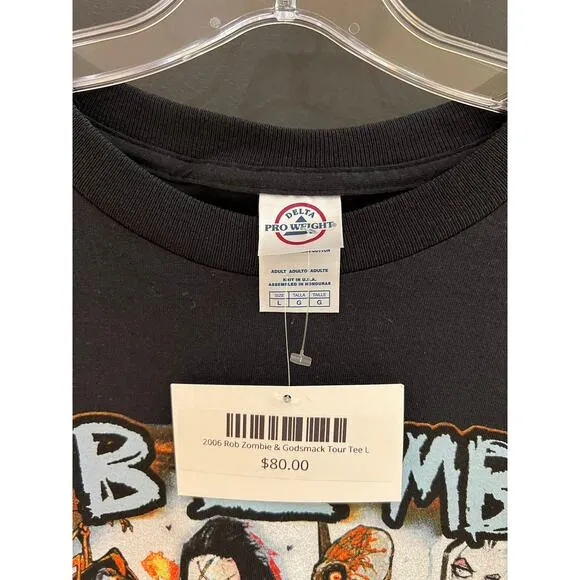 DELTA
PRO WEIGHT
ADULT ADULTO ADULTE
KNIT IN U.S.A.
ASSEMBLED IN HONDURAS
SIZE TALLA TAILLE
L G G
2006 Rob Zombie & Godsmack Tour Tee L
$80.00
B MB